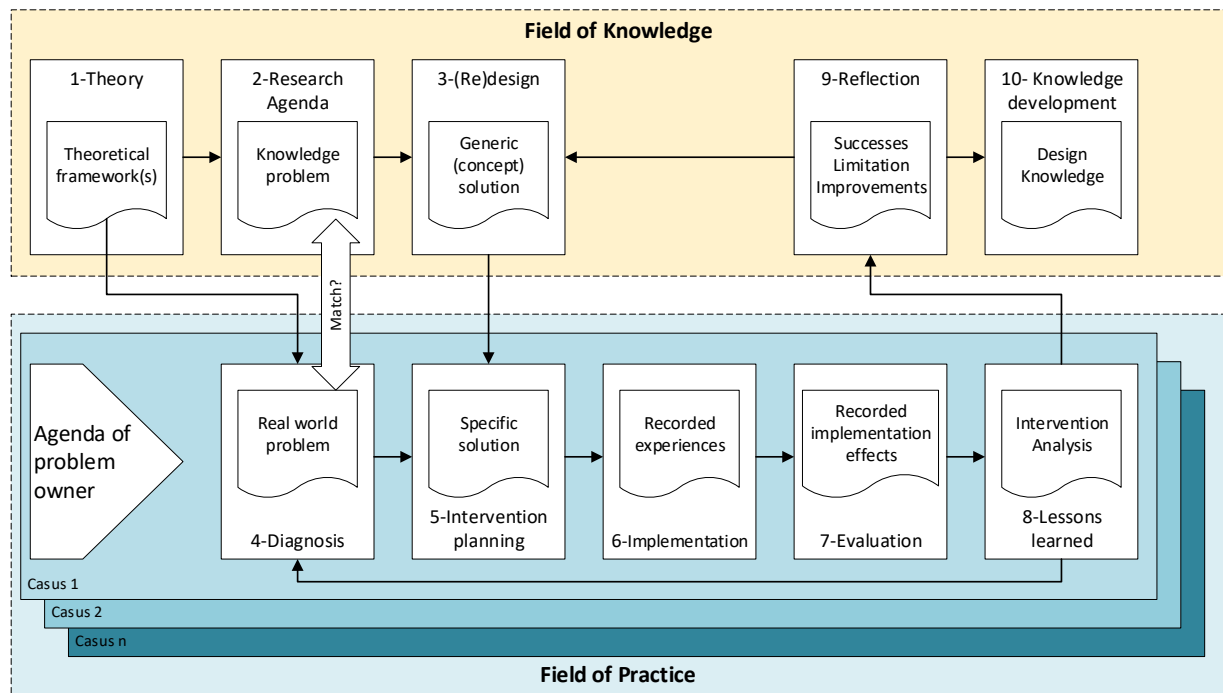 Field of Knowledge
1-Theory
Theoretical
framework(s)
2-Research
Agenda
Knowledge
problem
3-(Re)design
Generic
(concept)
solution
9-Reflection
Successes
Limitation
Improvements
10- Knowledge
development
Design
Knowledge
Match?
Agenda of
problem
owner
Real world
problem
4-Diagnosis
Specific
solution
5-Intervention
planning
Recorded
experiences
6-Implementation
Recorded
implementation
effects
7-Evaluation
Intervention
Analysis
8-Lessons
learned
Casus 1
Casus 2
Casus n
Field of Practice